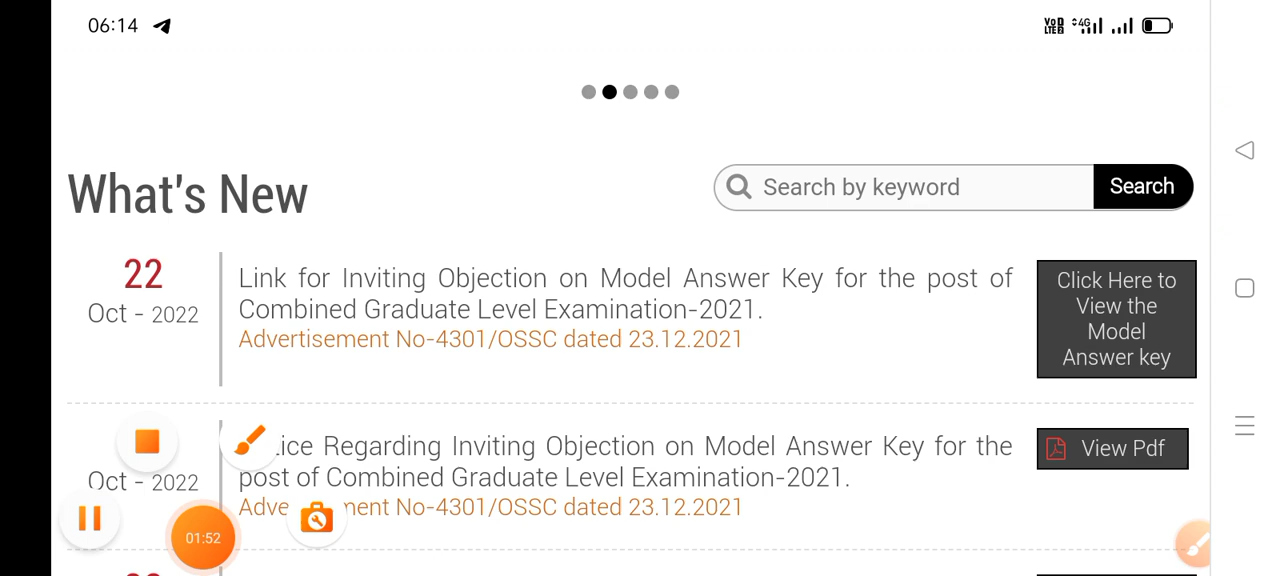 06:14
VoD LTE2 4G
What's New
Search by keyword
Search
22
Oct - 2022
Link for Inviting Objection on Model Answer Key for the post of
Combined Graduate Level Examination-2021.
Advertisement No-4301/OSSC dated 23.12.2021
Click Here to
View the
Model
Answer key
Oct - 2022
Regarding Inviting Objection on Model Answer Key for the
post of Combined Graduate Level Examination-2021.
No-4301/OSSC dated 23.12.2021
View Pdf
01:52